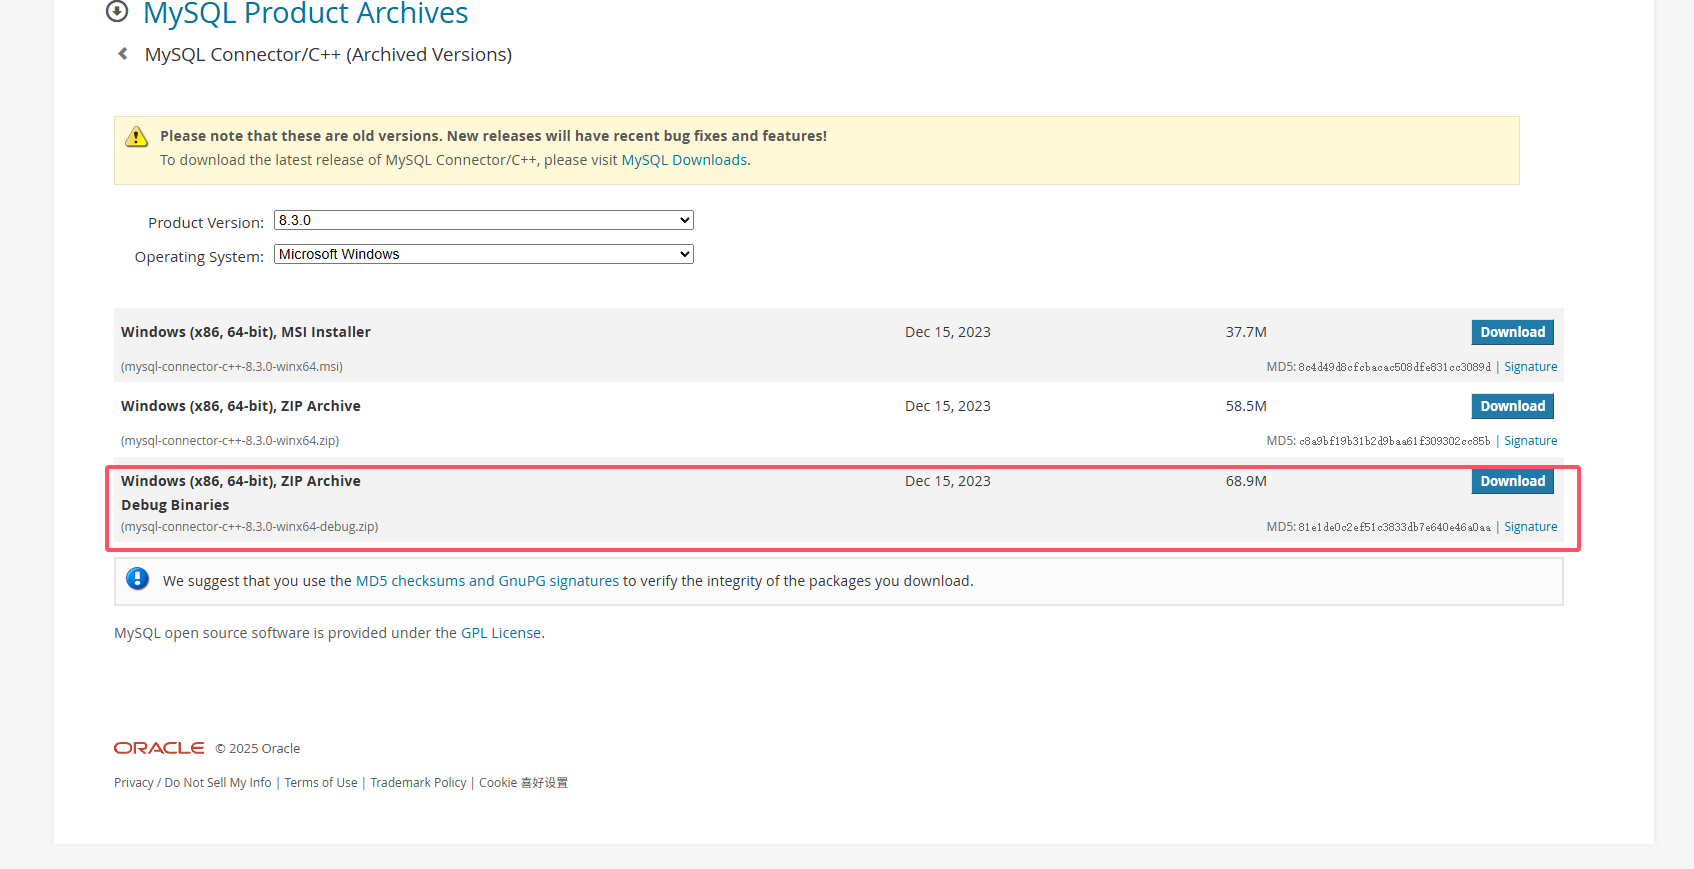 MySQL Product Archives
MySQL Connector/C++ (Archived Versions)
Please note that these are old versions. New releases will have recent bug fixes and features!
To download the latest release of MySQL Connector/C++, please visit MySQL Downloads.
Product Version: 8.3.0
Operating System: Microsoft Windows
Windows (x86, 64-bit), MSI Installer Dec 15, 2023 37.7M Download
(mysql-connector-c++-8.3.0-winx64.msi) MD5: 8c4d49d8cfcbacac508dfe831cc3089d | Signature
Windows (x86, 64-bit), ZIP Archive Dec 15, 2023 58.5M Download
(mysql-connector-c++-8.3.0-winx64.zip) MD5: c8a9bf19b31b2d9baa61f309302cc85b | Signature
Windows (x86, 64-bit), ZIP Archive Dec 15, 2023 68.9M Download
Debug Binaries
(mysql-connector-c++-8.3.0-winx64-debug.zip) MD5: 81e1de0c2ef51c3833db7e640e46a0aa | Signature
We suggest that you use the MD5 checksums and GnuPG signatures to verify the integrity of the packages you download.
MySQL open source software is provided under the GPL License.
ORACLE © 2025 Oracle
Privacy / Do Not Sell My Info | Terms of Use | Trademark Policy | Cookie 喜好设置